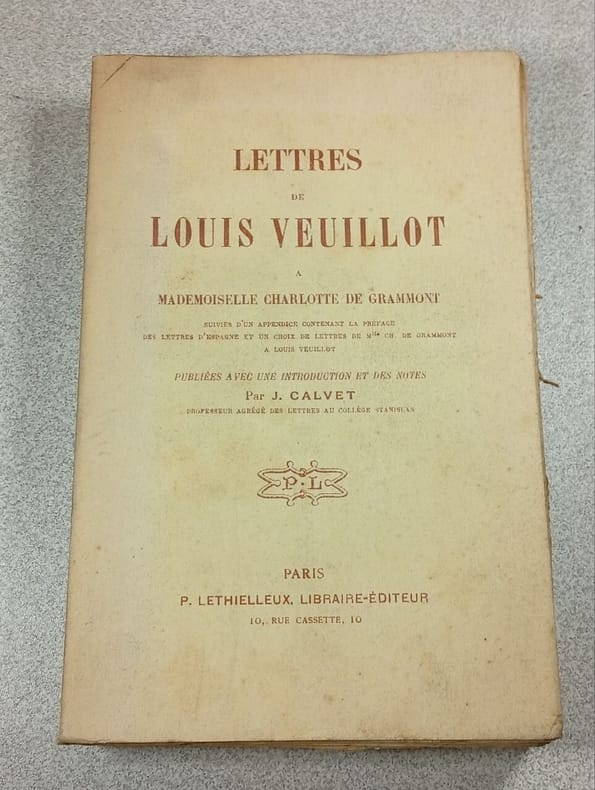 LETTRES
DE
LOUIS VEUILLOT
A
MADEMOISELLE CHARLOTTE DE GRAMMONT
SUIVIES D'UN APPENDICE CONTENANT LA PRÉFACE
DES LETTRES D'ESPAGNE ET UN CHOIX DE LETTRES DE Mlle CH. DE GRAMMONT
A LOUIS VEUILLOT
PUBLIÉES AVEC UNE INTRODUCTION ET DES NOTES
Par J. CALVET
PROFESSEUR AGRÉGÉ DES LETTRES AU COLLÈGE STANISLAS
P·L
PARIS
P. LETHIELLEUX, LIBRAIRE-ÉDITEUR
10, RUE CASSETTE, 10